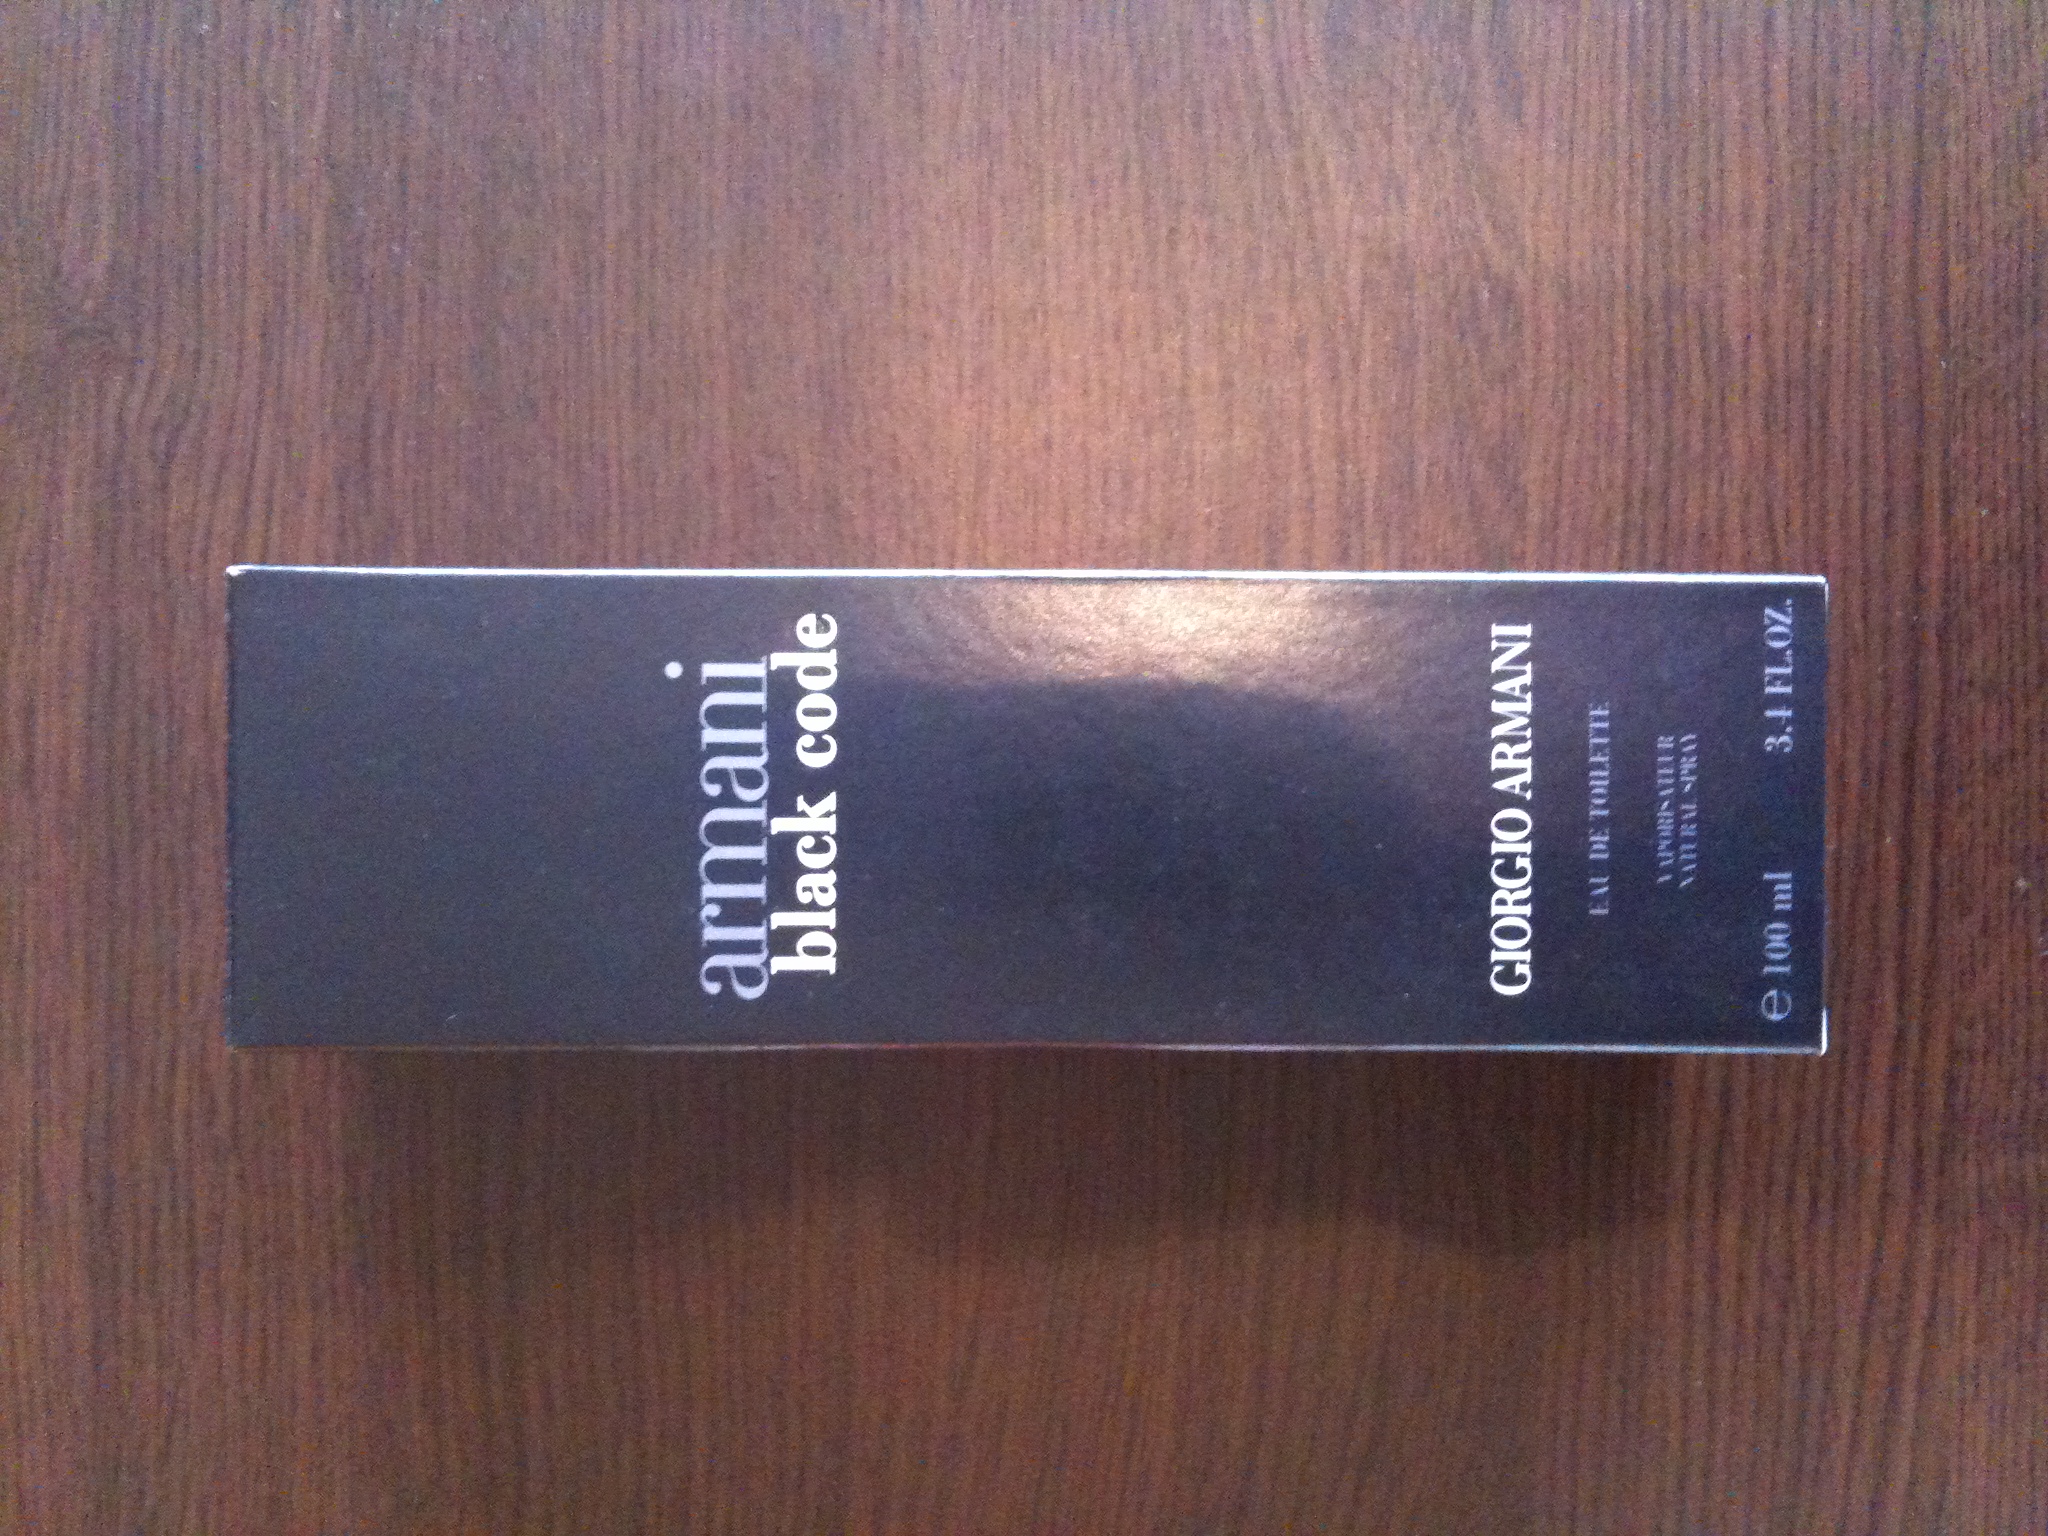 armani
black code
GIORGIO ARMANI
EAU DE TOILETTE
VAPORISATEUR
NATURAL SPRAY
e 100 ml 3.4 FL.OZ.